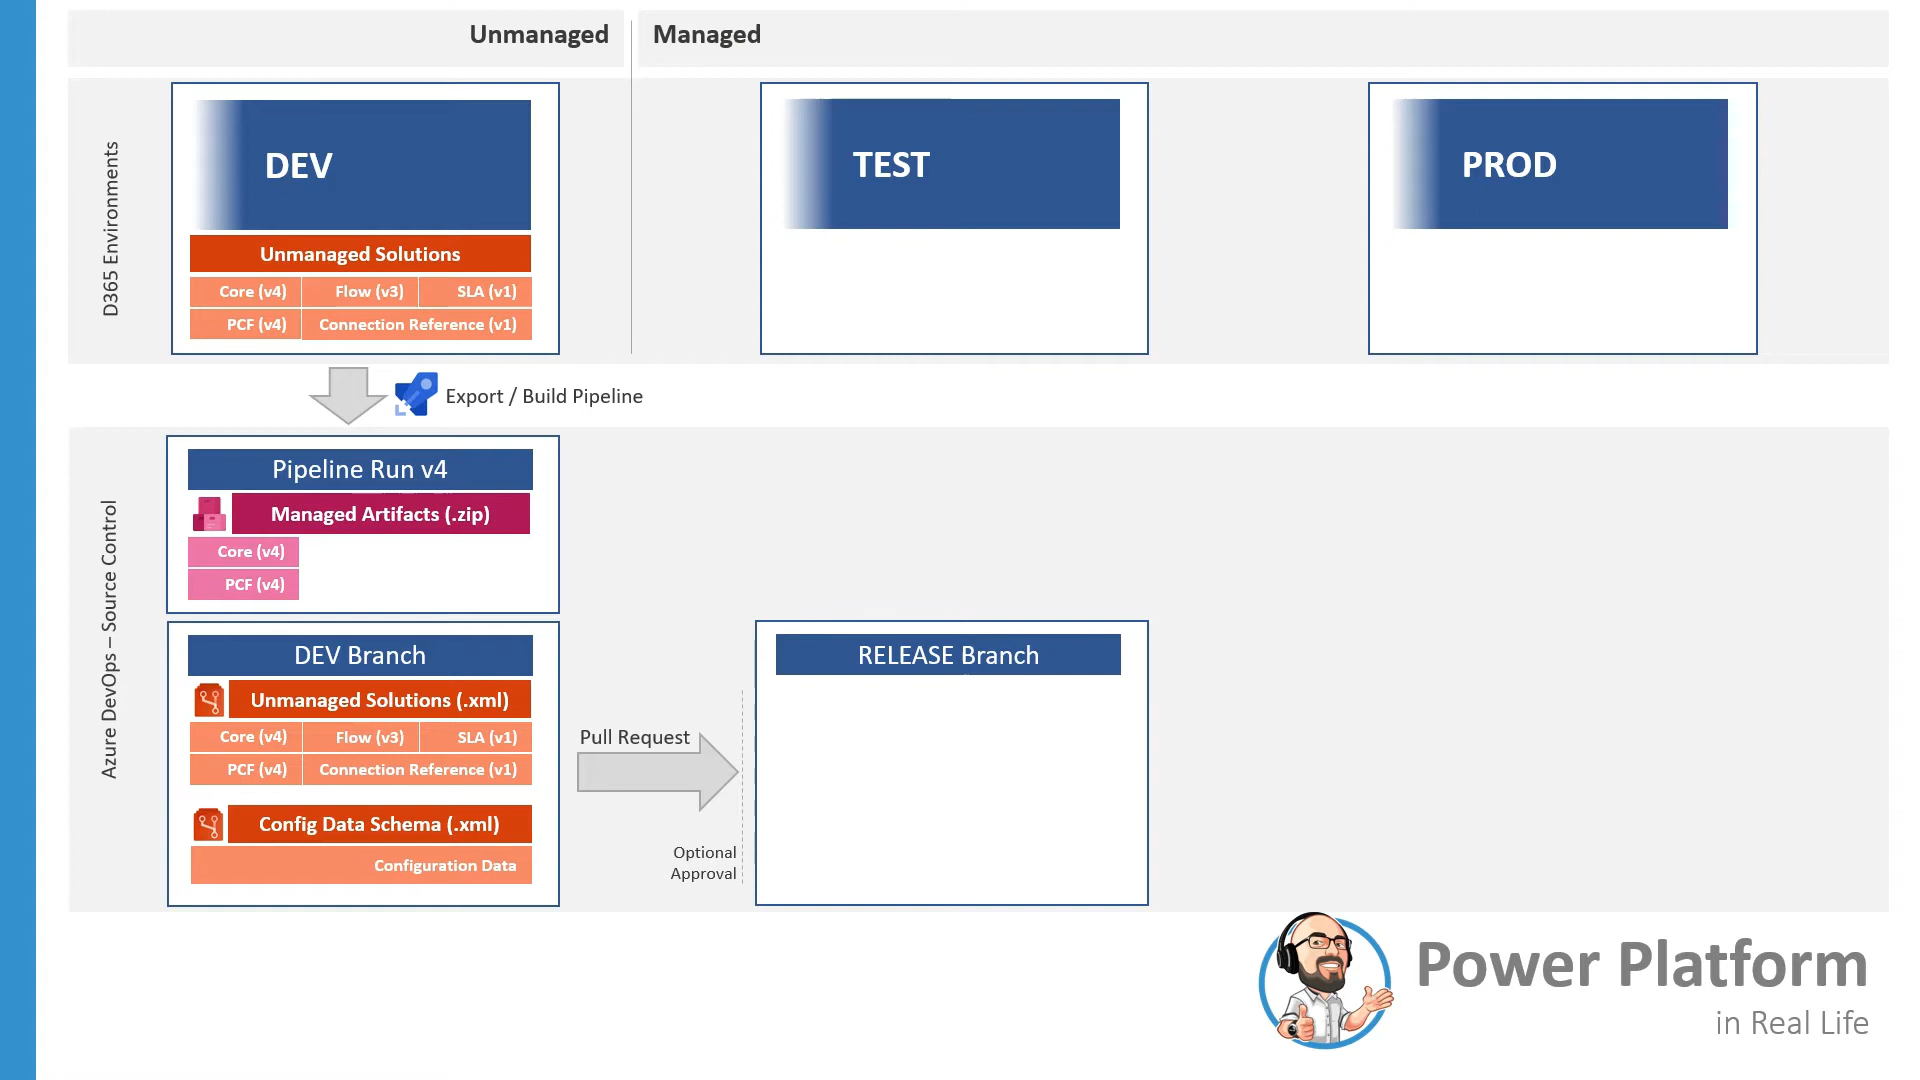 Unmanaged
Managed
D365 Environments
DEV
Unmanaged Solutions
Core (v4)
Flow (v3)
SLA (v1)
PCF (v4)
Connection Reference (v1)
TEST
PROD
Export / Build Pipeline
Azure DevOps – Source Control
Pipeline Run v4
Managed Artifacts (.zip)
Core (v4)
PCF (v4)
DEV Branch
Unmanaged Solutions (.xml)
Core (v4)
Flow (v3)
SLA (v1)
PCF (v4)
Connection Reference (v1)
Config Data Schema (.xml)
Configuration Data
Pull Request
Optional
Approval
RELEASE Branch
Power Platform
in Real Life